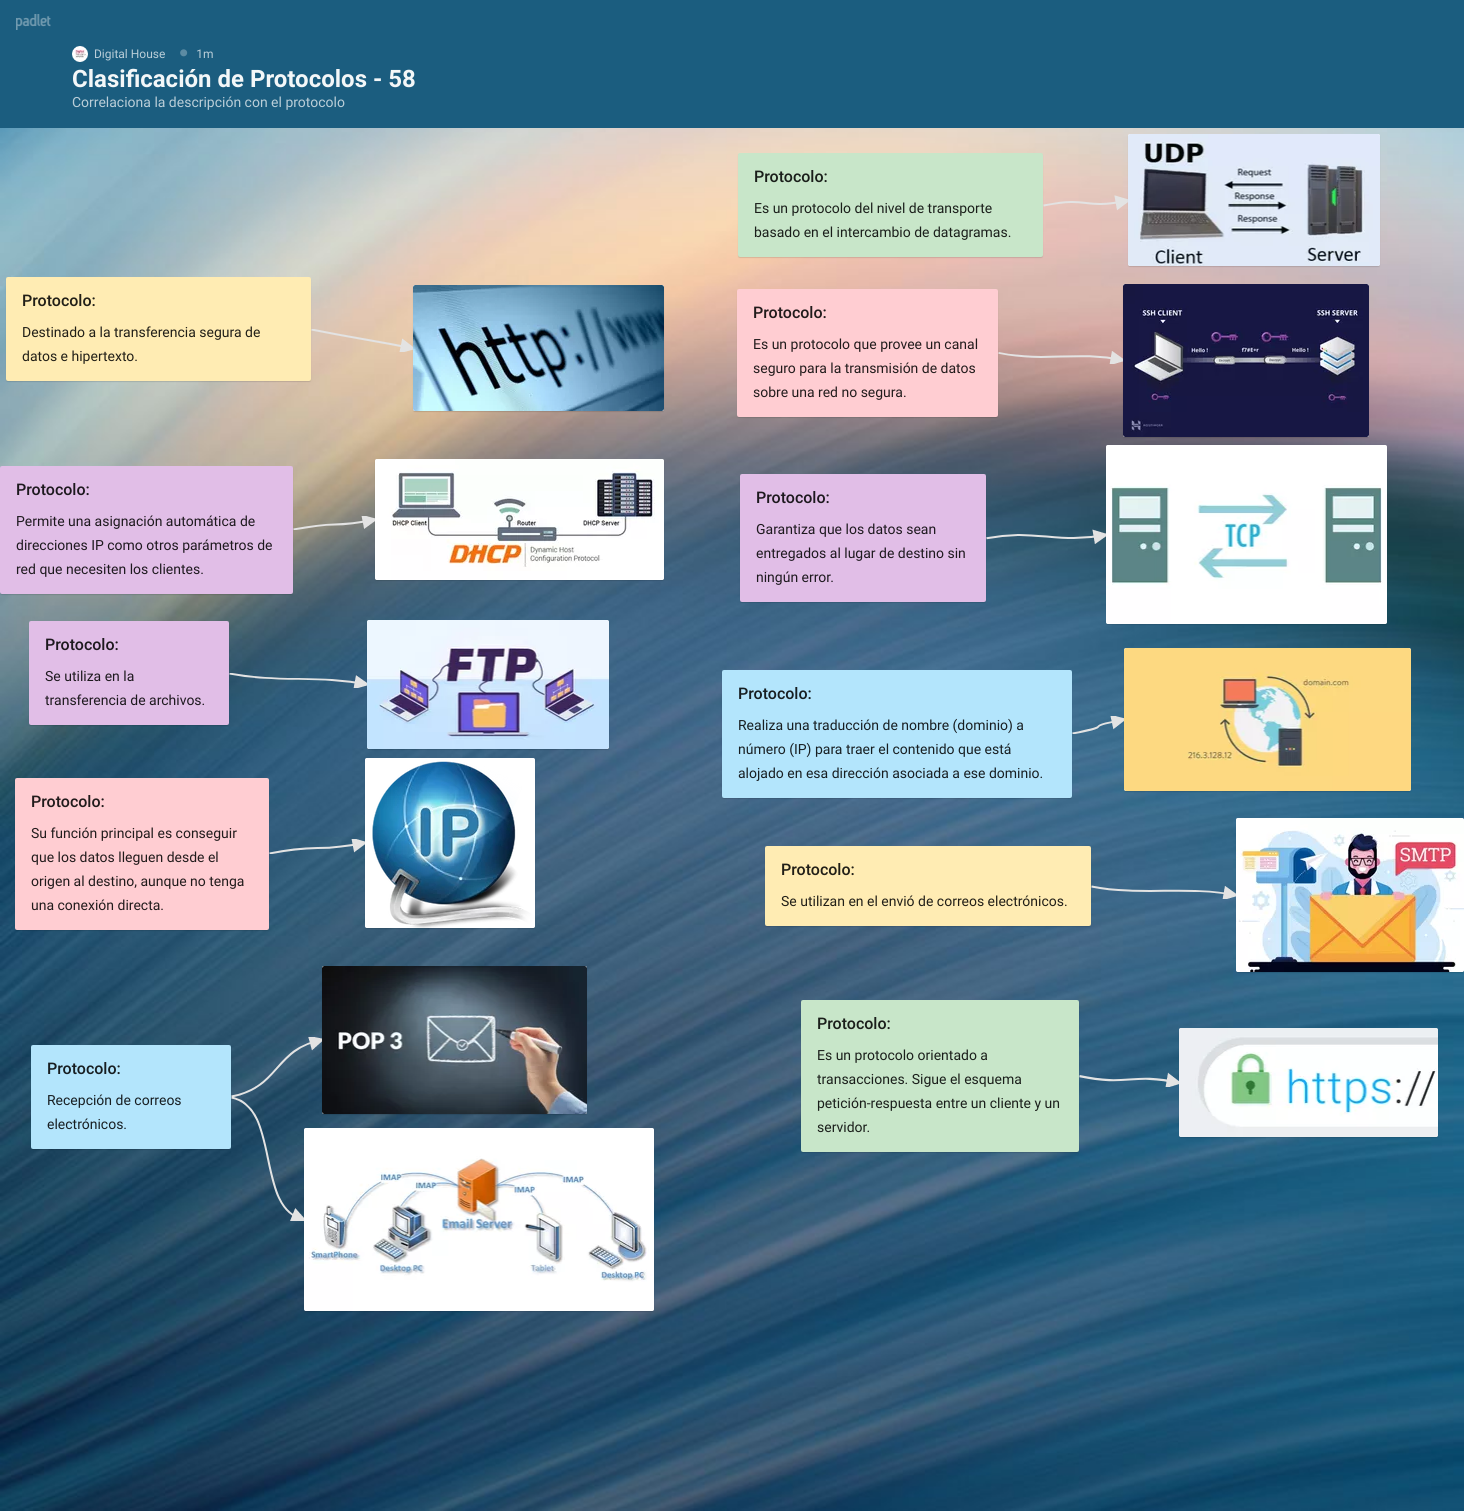 padlet
Digital House
1m
Clasificación de Protocolos - 58
Correlaciona la descripción con el protocolo
Protocolo:
Destinado a la transferencia segura de
datos e hipertexto.
http://www
Protocolo:
Permite una asignación automática de
direcciones IP como otros parámetros de
red que necesiten los clientes.
DHCP Client
Router
DHCP Server
DHCP
Dynamic Host
Configuration Protocol
Protocolo:
Se utiliza en la
transferencia de archivos.
FTP
Protocolo:
Su función principal es conseguir
que los datos lleguen desde el
origen al destino, aunque no tenga
una conexión directa.
IP
Protocolo:
Recepción de correos
electrónicos.
POP 3
IMAP
IMAP
IMAP
IMAP
Email Server
SmartPhone
Desktop PC
Tablet
Desktop PC
Protocolo:
Es un protocolo del nivel de transporte
basado en el intercambio de datagramas.
UDP
Request
Response
Response
Client
Server
Protocolo:
Es un protocolo que provee un canal
seguro para la transmisión de datos
sobre una red no segura.
SSH CLIENT
SSH SERVER
Hello !
f7#E+r
Hello !
Protocolo:
Garantiza que los datos sean
entregados al lugar de destino sin
ningún error.
TCP
Protocolo:
Realiza una traducción de nombre (dominio) a
número (IP) para traer el contenido que está
alojado en esa dirección asociada a ese dominio.
domain.com
216.3.128.12
Protocolo:
Se utilizan en el envió de correos electrónicos.
SMTP
Protocolo:
Es un protocolo orientado a
transacciones. Sigue el esquema
petición-respuesta entre un cliente y un
servidor.
https://